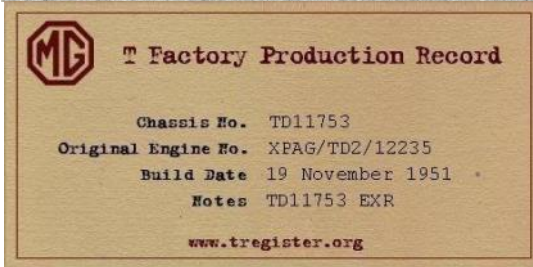 MG T Factory Production Record
Chassis No. TD11753
Original Engine No. XPAG/TD2/12235
Build Date 19 November 1951
Notes TD11753 EXR
www.tregister.org